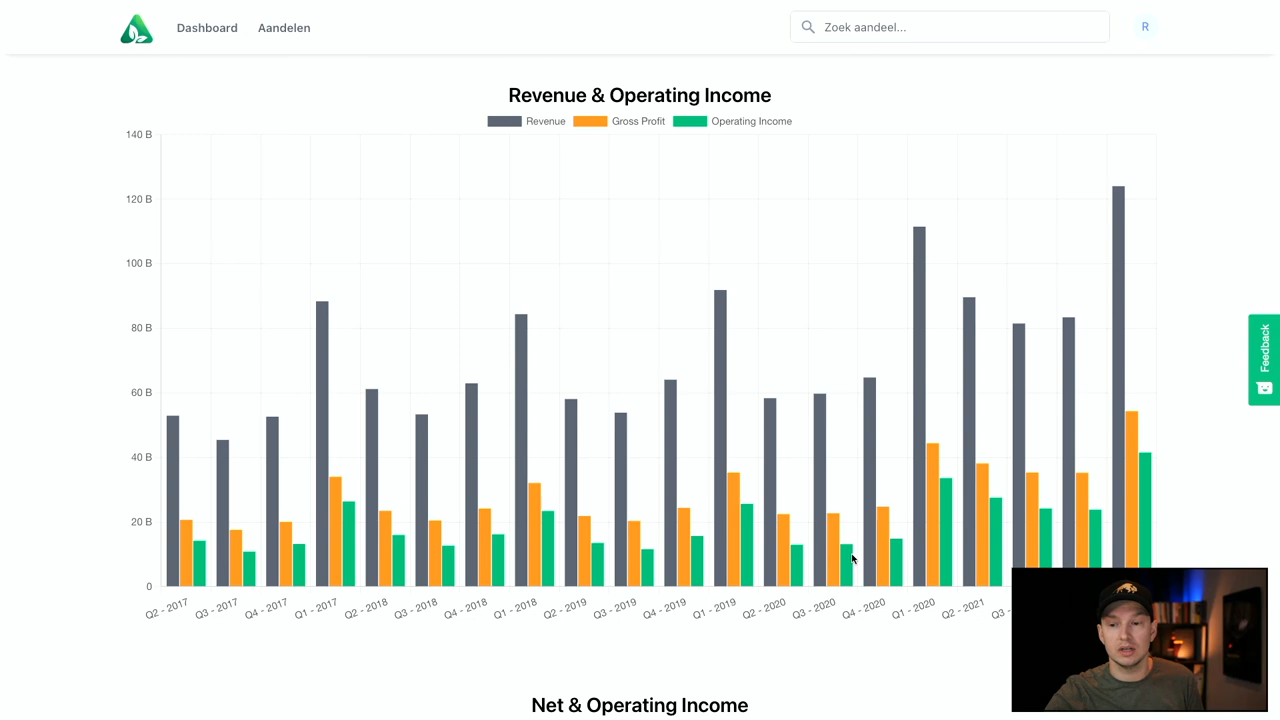 Dashboard Aandelen Zoek aandeel... R
Revenue & Operating Income
Revenue Gross Profit Operating Income
140 B
120 B
100 B
80 B
60 B
40 B
20 B
0
Q2 - 2017 Q3 - 2017 Q4 - 2017 Q1 - 2017 Q2 - 2018 Q3 - 2018 Q4 - 2018 Q1 - 2018 Q2 - 2019 Q3 - 2019 Q4 - 2019 Q1 - 2019 Q2 - 2020 Q3 - 2020 Q4 - 2020 Q1 - 2020 Q2 - 2021 Q3 -
Feedback
Net & Operating Income